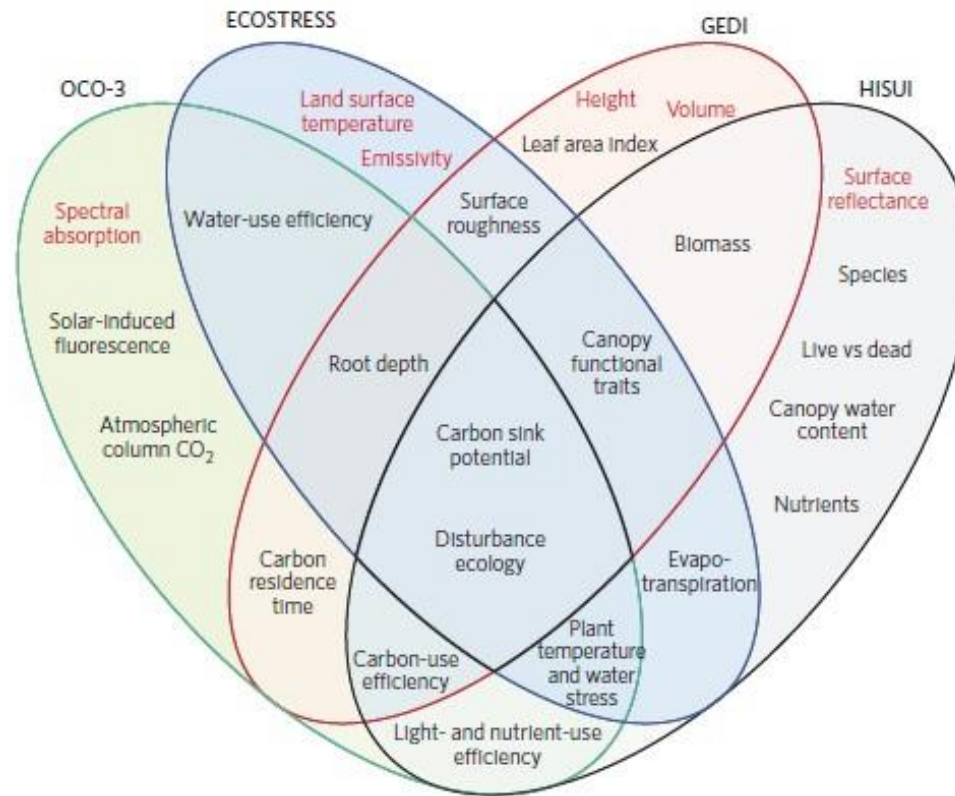 ECOSTRESS
GEDI
OCO-3
HISUI
Land surface
temperature
Emissivity
Height
Volume
Leaf area index
Spectral
absorption
Water-use efficiency
Surface
roughness
Biomass
Surface
reflectance
Species
Solar-induced
fluorescence
Root depth
Canopy
functional
traits
Live vs dead
Atmospheric
column CO₂
Carbon sink
potential
Canopy water
content
Nutrients
Carbon
residence
time
Disturbance
ecology
Evapo-
transpiration
Carbon-use
efficiency
Plant
temperature
and water
stress
Light- and nutrient-use
efficiency